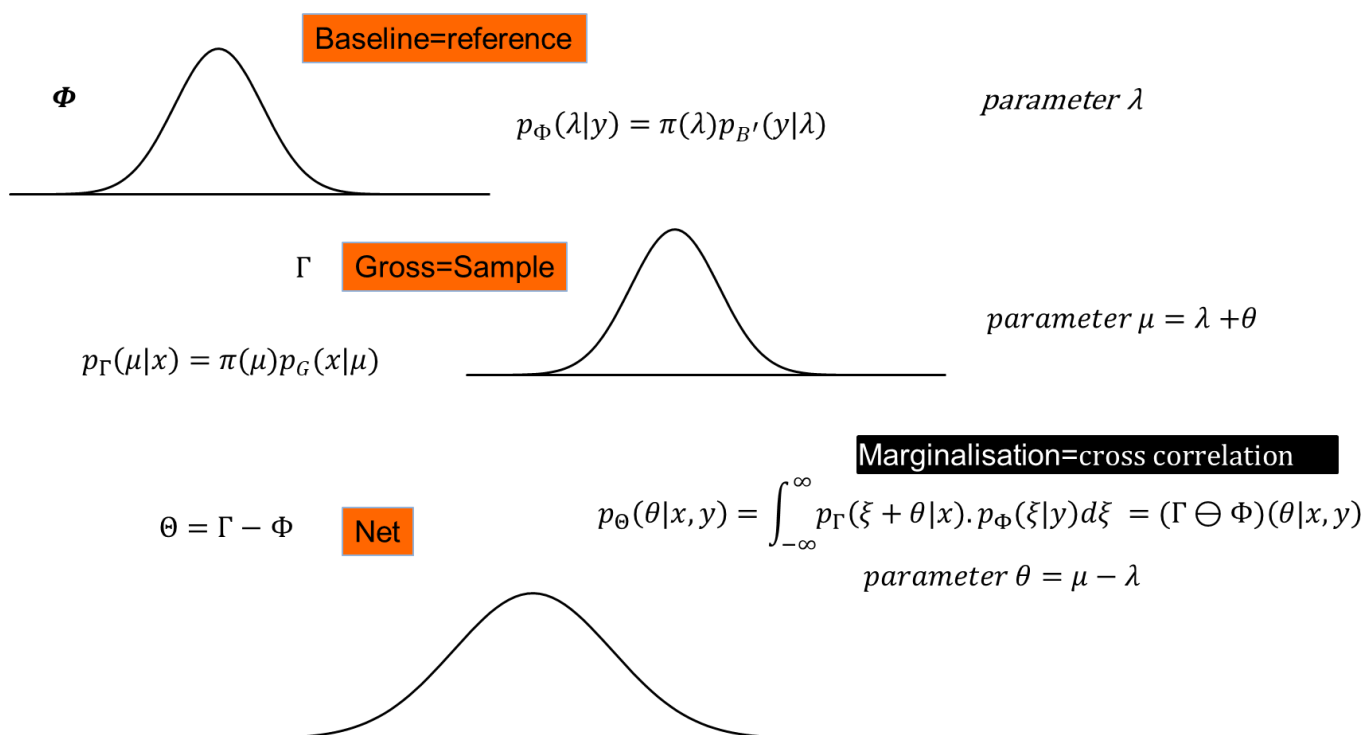 Baseline=reference
𝜱
parameter λ
p_Φ(λ|y) = π(λ)p_B′(y|λ)
Γ
Gross=Sample
parameter μ = λ +θ
p_Γ(μ|x) = π(μ)p_G(x|μ)
Marginalisation=cross correlation
Θ = Γ − Φ
Net
p_Θ(θ|x, y) = ∫_{−∞}^{∞} p_Γ(ξ + θ|x). p_Φ(ξ|y)dξ = (Γ ⊖ Φ)(θ|x, y)
parameter θ = μ − λ